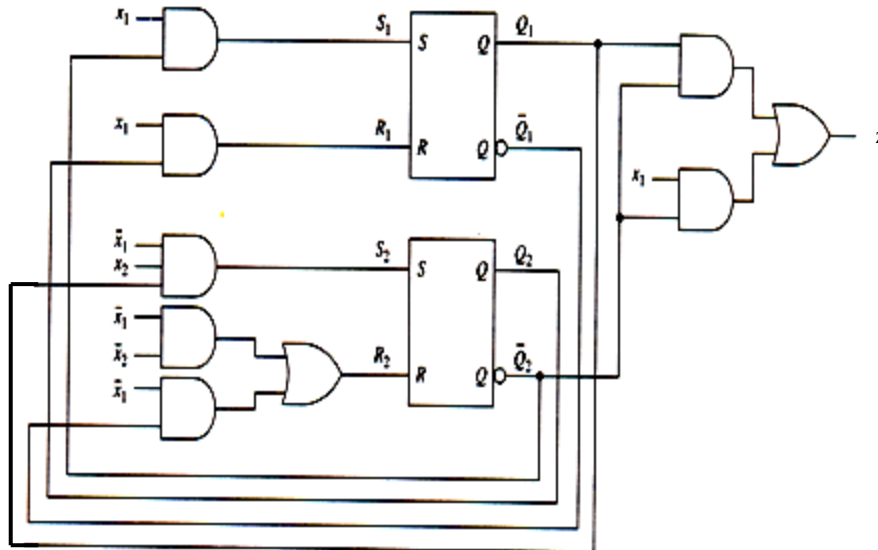 x₁ S₁ S Q Q₁
x₁ R₁ R Q Q̄₁
x₁
z
x̄₁
x₂ S₂ S Q Q₂
x̄₁
x̄₂ R₂ R Q Q̄₂
x̄₁